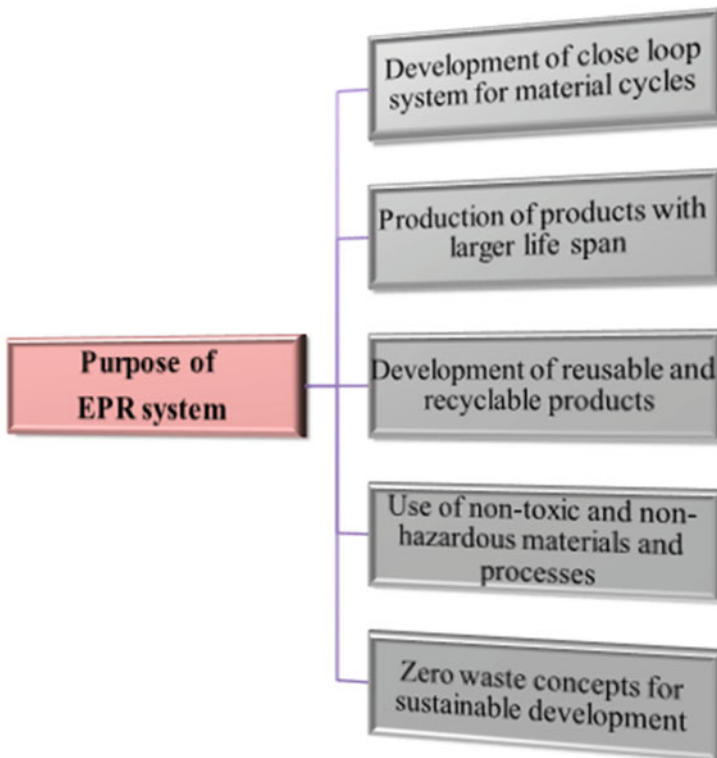 Purpose of
EPR system
Development of close loop
system for material cycles
Production of products with
larger life span
Development of reusable and
recyclable products
Use of non-toxic and non-
hazardous materials and
processes
Zero waste concepts for
sustainable development